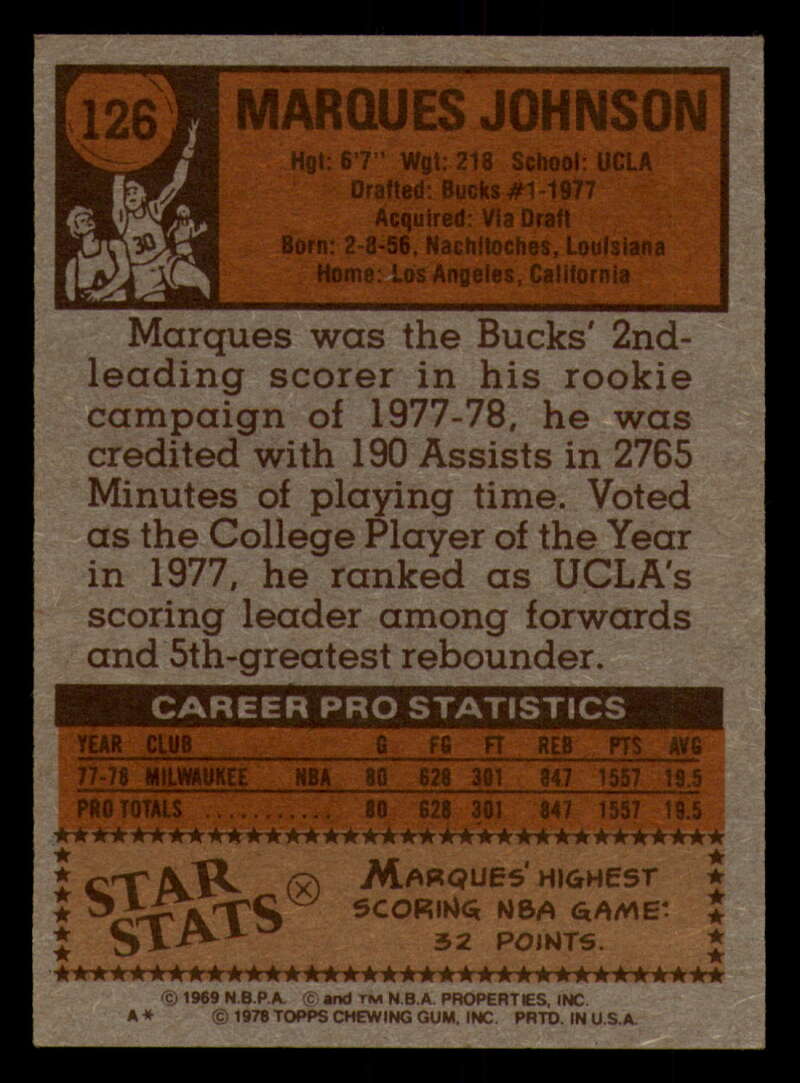 126
MARQUES JOHNSON
Hgt: 6'7" Wgt: 218 School: UCLA
Drafted: Bucks #1-1977
Acquired: Via Draft
Born: 2-8-56, Nachitoches, Louisiana
Home: Los Angeles, California
30
Marques was the Bucks' 2nd-
leading scorer in his rookie
campaign of 1977-78, he was
credited with 190 Assists in 2765
Minutes of playing time. Voted
as the College Player of the Year
in 1977, he ranked as UCLA's
scoring leader among forwards
and 5th-greatest rebounder.
CAREER PRO STATISTICS
YEAR CLUB G FG FT REB PTS AVG
77-78 MILWAUKEE NBA 80 628 301 847 1557 19.5
PRO TOTALS ........... 80 628 301 847 1557 19.5
STAR STATS
MARQUES' HIGHEST
SCORING NBA GAME:
32 POINTS.
© 1969 N.B.P.A. © and TM N.B.A. PROPERTIES, INC.
A* © 1978 TOPPS CHEWING GUM, INC. PRTD. IN U.S.A.